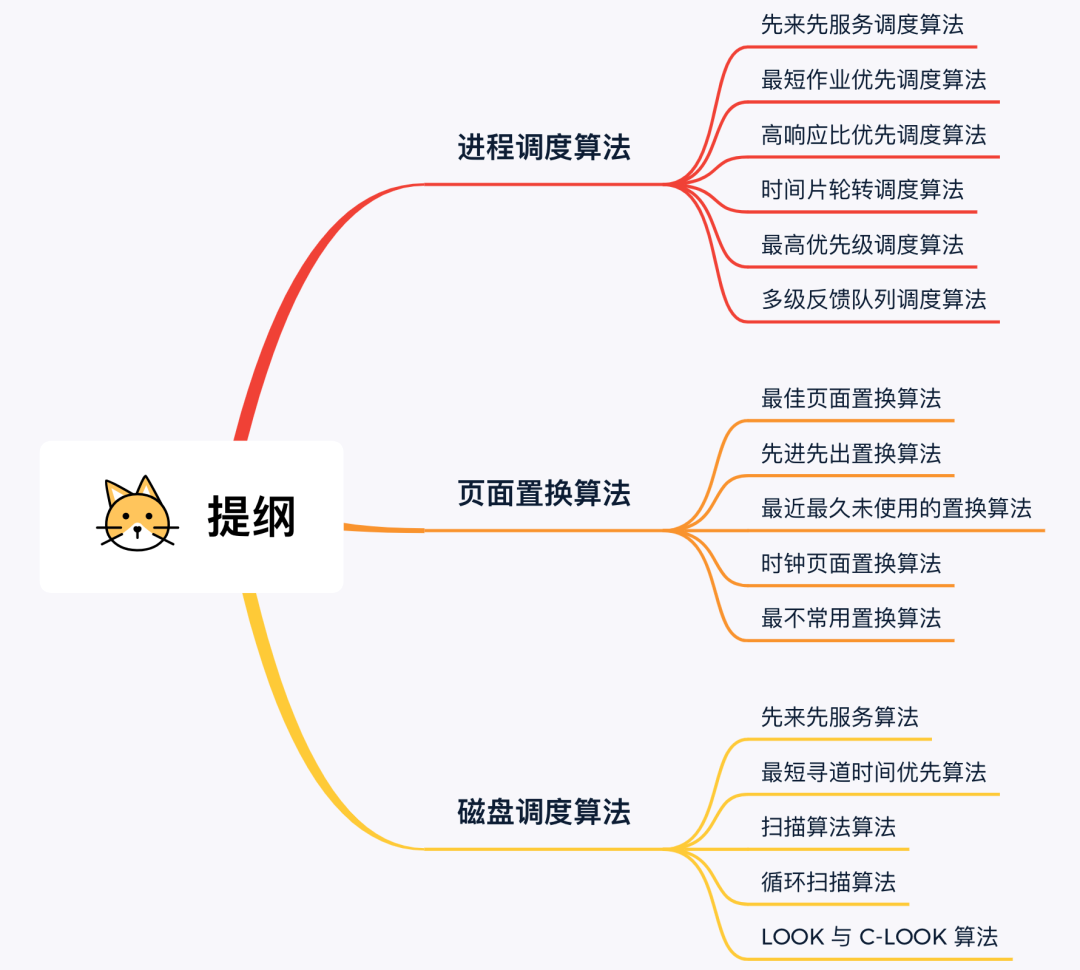 提纲
进程调度算法
先来先服务调度算法
最短作业优先调度算法
高响应比优先调度算法
时间片轮转调度算法
最高优先级调度算法
多级反馈队列调度算法
页面置换算法
最佳页面置换算法
先进先出置换算法
最近最久未使用的置换算法
时钟页面置换算法
最不常用置换算法
磁盘调度算法
先来先服务算法
最短寻道时间优先算法
扫描算法算法
循环扫描算法
LOOK 与 C-LOOK 算法